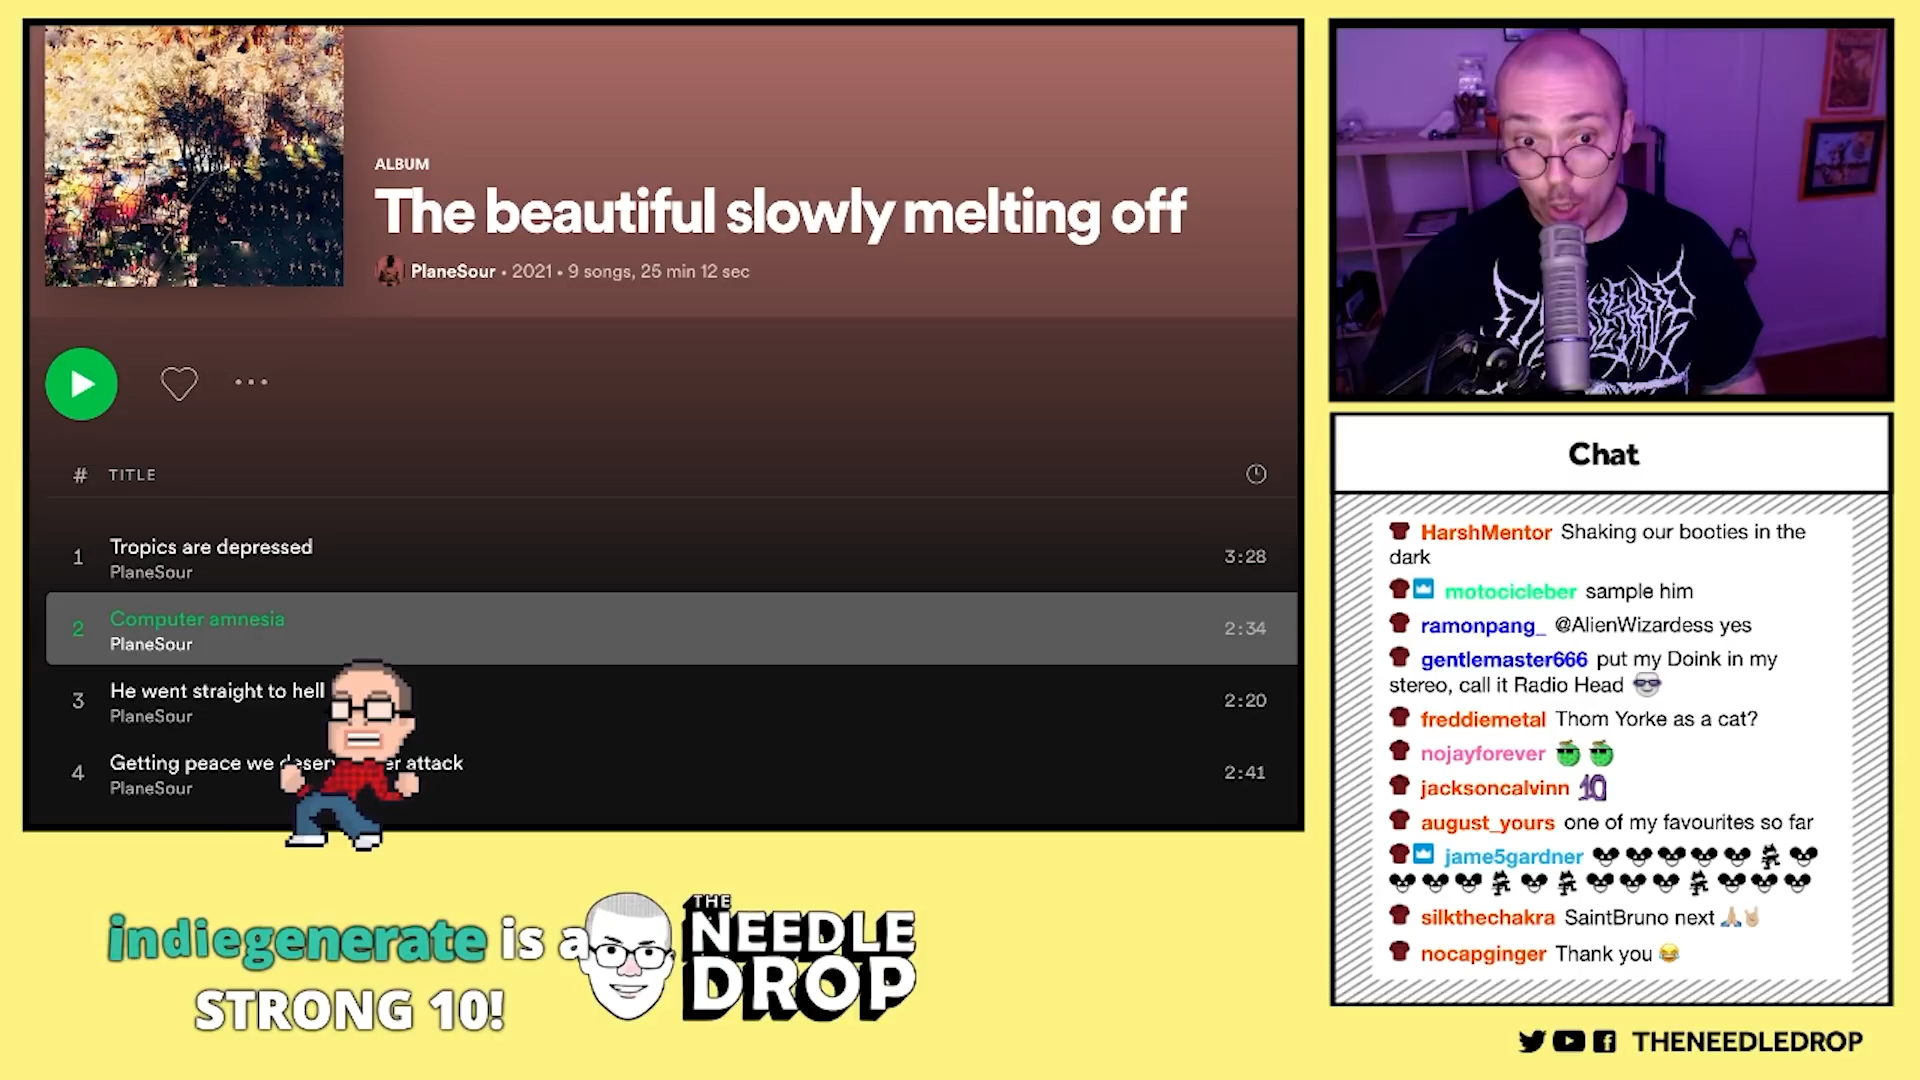 ALBUM
The beautiful slowly melting off
PlaneSour • 2021 • 9 songs, 25 min 12 sec
# TITLE
1 Tropics are depressed 3:28
PlaneSour
2 Computer amnesia 2:34
PlaneSour
3 He went straight to hell 2:20
PlaneSour
4 Getting peace we attack 2:41
PlaneSour
indiegenerate is a
STRONG 10!
THE
NEEDLE
DROP
Chat
HarshMentor Shaking our booties in the
dark
motocicleber sample him
ramonpang_ @AlienWizardess yes
gentlemaster666 put my Doink in my
stereo, call it Radio Head
freddiemetal Thom Yorke as a cat?
nojayforever
jacksoncalvinn 10
august_yours one of my favourites so far
jame5gardner
silkthechakra SaintBruno next 🙏🏼🤘🏼
nocapginger Thank you 😂
THENEEDLEDROP